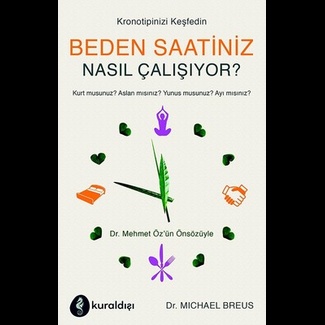 Kronotipinizi Keşfedin
BEDEN SAATİNİZ
NASIL ÇALIŞIYOR?
Kurt musunuz? Aslan mısınız? Yunus musunuz? Ayı mısınız?
Dr. Mehmet Öz'ün Önsözüyle
kuraldışı
Dr. MICHAEL BREUS